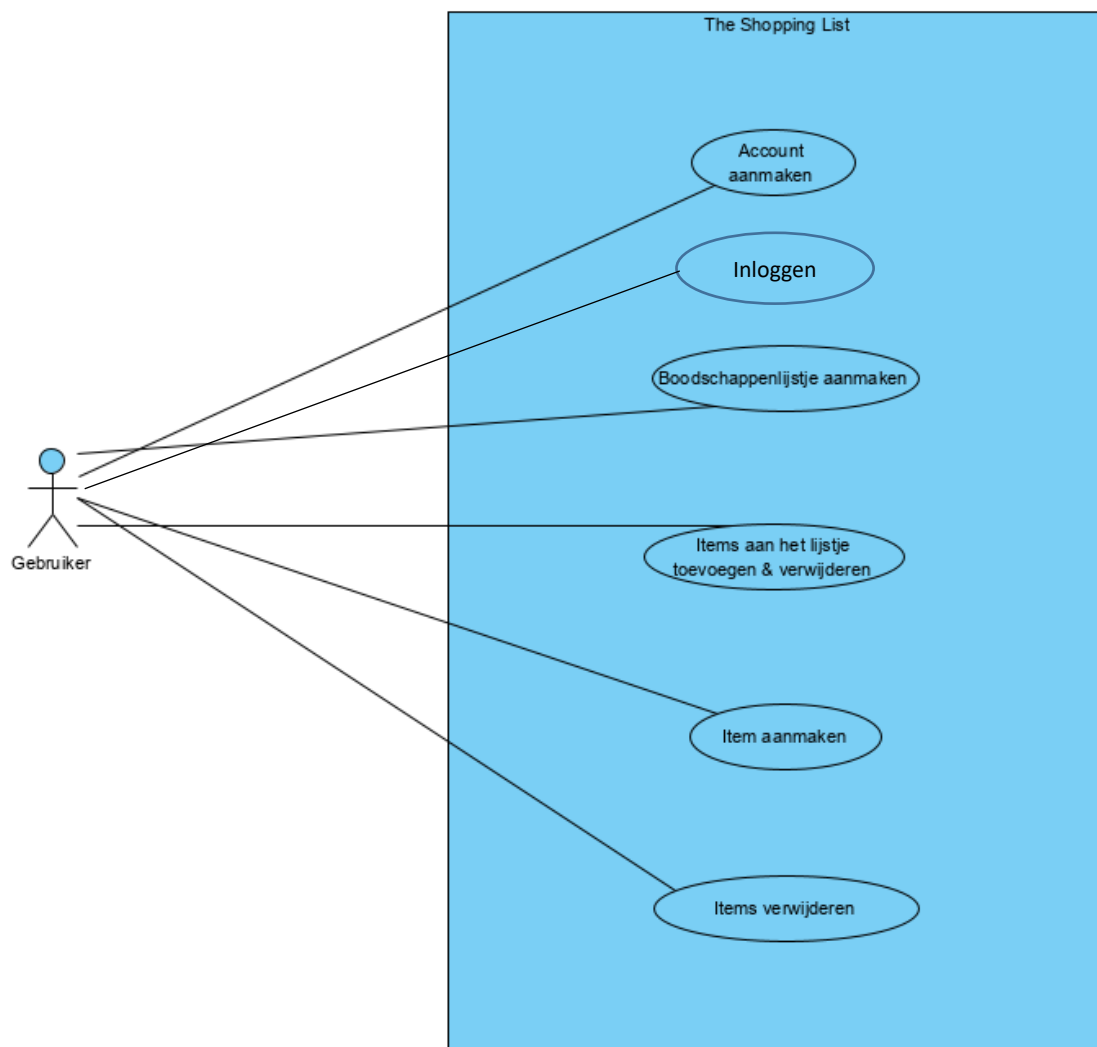 The Shopping List
Account
aanmaken
Inloggen
Boodschappenlijstje aanmaken
Gebruiker
Items aan het lijstje
toevoegen & verwijderen
Item aanmaken
Items verwijderen